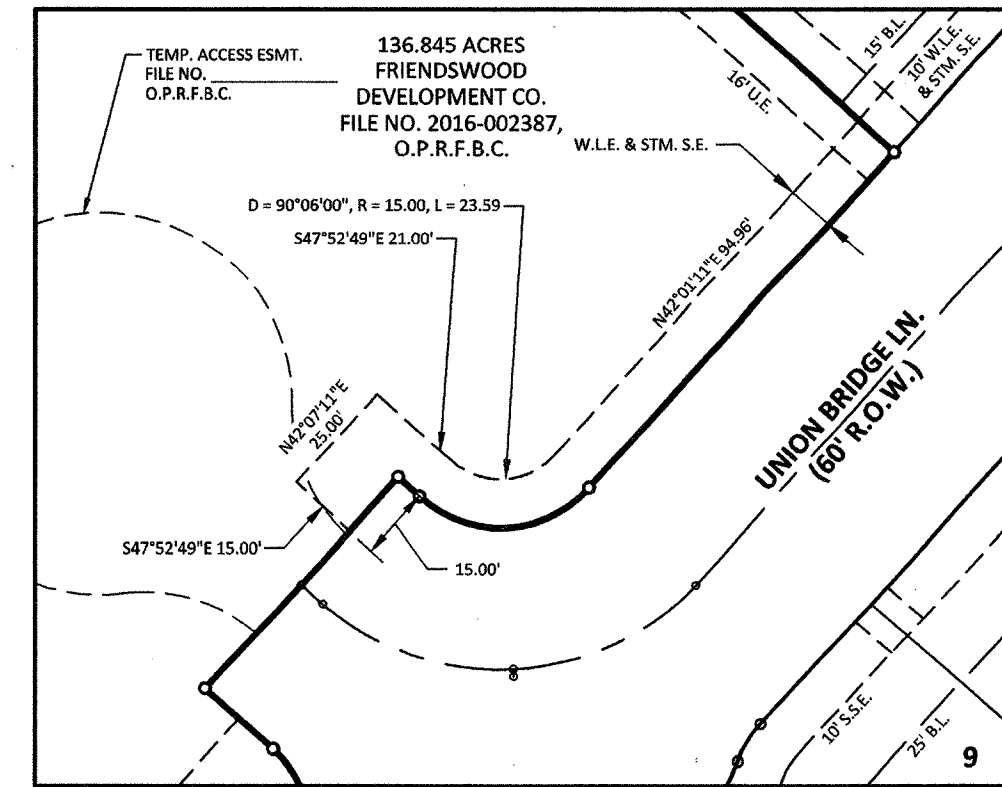 TEMP. ACCESS ESMT.
FILE NO.
O.P.R.F.B.C.
136.845 ACRES
FRIENDSWOOD
DEVELOPMENT CO.
FILE NO. 2016-002387,
O.P.R.F.B.C.
15' B.L.
10' W.L.E.
& STM. S.E.
16' U.E.
W.L.E. & STM. S.E.
D = 90°06'00", R = 15.00, L = 23.59
S47°52'49"E 21.00'
N42°01'11"E 94.96'
N42°07'11"E
25.00'
UNION BRIDGE LN.
(60' R.O.W.)
S47°52'49"E 15.00'
15.00'
10' S.S.E.
25' B.L.
9